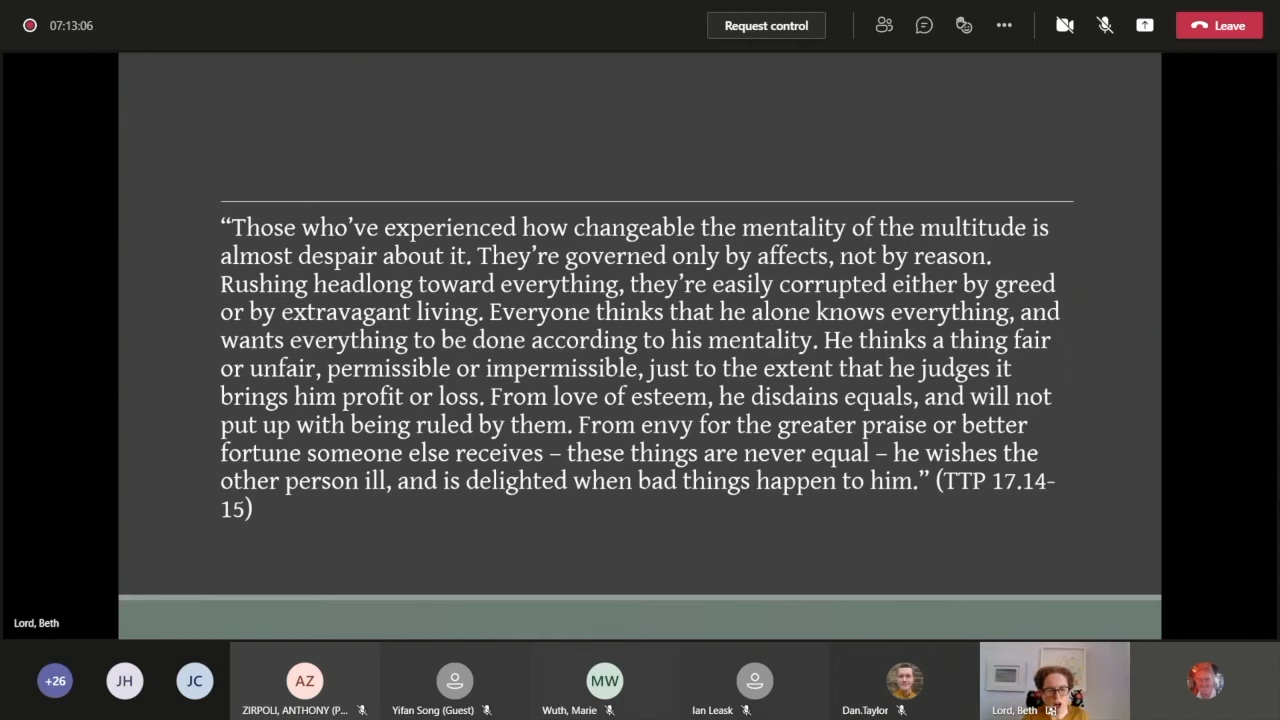 07:13:06
Request control
Leave
“Those who’ve experienced how changeable the mentality of the multitude is
almost despair about it. They’re governed only by affects, not by reason.
Rushing headlong toward everything, they’re easily corrupted either by greed
or by extravagant living. Everyone thinks that he alone knows everything, and
wants everything to be done according to his mentality. He thinks a thing fair
or unfair, permissible or impermissible, just to the extent that he judges it
brings him profit or loss. From love of esteem, he disdains equals, and will not
put up with being ruled by them. From envy for the greater praise or better
fortune someone else receives – these things are never equal – he wishes the
other person ill, and is delighted when bad things happen to him.” (TTP 17.14-
15)
Lord, Beth
+26
JH
JC
AZ
MW
ZIRPOLI, ANTHONY (P...
Yifan Song (Guest)
Wuth, Marie
Ian Leask
Dan.Taylor
Lord, Beth